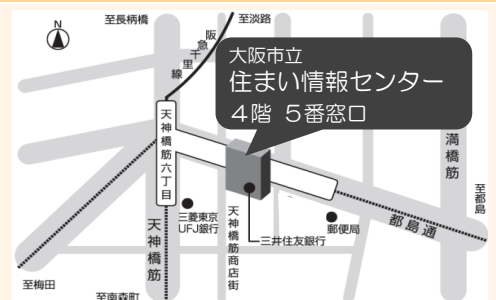 N
至長柄橋
至淡路
阪急千里線
大阪市立
住まい情報センター
4階 5番窓口
天神橋筋六丁目
満橋筋
至都島
三菱東京
UFJ銀行
天神橋筋
天神橋筋商店街
三井住友銀行
郵便局
都島通
至梅田
至南森町